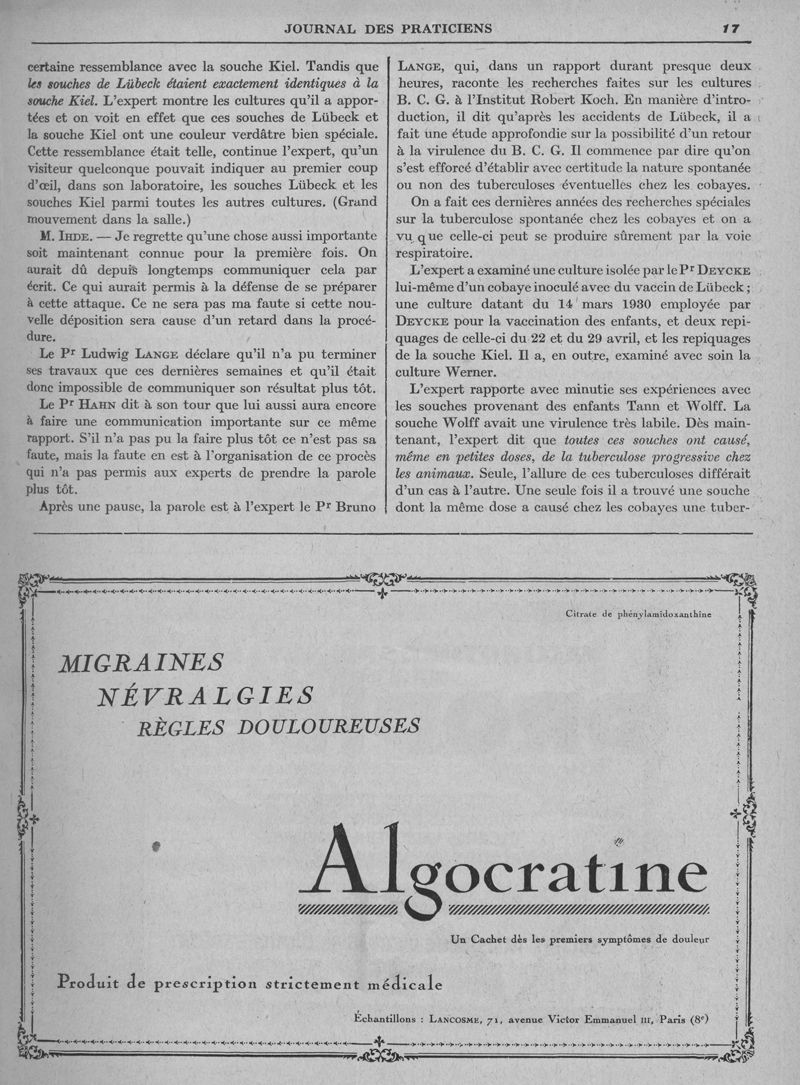 JOURNAL DES PRATICIENS 17
certaine ressemblance avec la souche Kiel. Tandis que
les souches de Lübeck étaient exactement identiques à la
souche Kiel. L'expert montre les cultures qu'il a appor-
tées et on voit en effet que ces souches de Lübeck et
la souche Kiel ont une couleur verdâtre bien spéciale.
Cette ressemblance était telle, continue l'expert, qu'un
visiteur quelconque pouvait indiquer au premier coup
d'œil, dans son laboratoire, les souches Lübeck et les
souches Kiel parmi toutes les autres cultures. (Grand
mouvement dans la salle.)
M. IHDE. — Je regrette qu'une chose aussi importante
soit maintenant connue pour la première fois. On
aurait dû depuis longtemps communiquer cela par
écrit. Ce qui aurait permis à la défense de se préparer
à cette attaque. Ce ne sera pas ma faute si cette nou-
velle déposition sera cause d'un retard dans la procé-
dure.
Le Pr Ludwig LANGE déclare qu'il n'a pu terminer
ses travaux que ces dernières semaines et qu'il était
donc impossible de communiquer son résultat plus tôt.
Le Pr HAHN dit à son tour que lui aussi aura encore
à faire une communication importante sur ce même
rapport. S'il n'a pas pu la faire plus tôt ce n'est pas sa
faute, mais la faute en est à l'organisation de ce procès
qui n'a pas permis aux experts de prendre la parole
plus tôt.
Après une pause, la parole est à l'expert le Pr Bruno
LANGE, qui, dans un rapport durant presque deux
heures, raconte les recherches faites sur les cultures
B. C. G. à l'Institut Robert Koch. En manière d'intro-
duction, il dit qu'après les accidents de Lübeck, il a
fait une étude approfondie sur la possibilité d'un retour
à la virulence du B. C. G. Il commence par dire qu'on
s'est efforcé d'établir avec certitude la nature spontanée
ou non des tuberculoses éventuelles chez les cobayes.
On a fait ces dernières années des recherches spéciales
sur la tuberculose spontanée chez les cobayes et on a
vu que celle-ci peut se produire sûrement par la voie
respiratoire.
L'expert a examiné une culture isolée par le Pr DEYCKE
lui-même d'un cobaye inoculé avec du vaccin de Lübeck ;
une culture datant du 14 mars 1930 employée par
DEYCKE pour la vaccination des enfants, et deux repi-
quages de celle-ci du 22 et du 29 avril, et les repiquages
de la souche Kiel. Il a, en outre, examiné avec soin la
culture Werner.
L'expert rapporte avec minutie ses expériences avec
les souches provenant des enfants Tann et Wolff. La
souche Wolff avait une virulence très labile. Dès main-
tenant, l'expert dit que toutes ces souches ont causé,
même en petites doses, de la tuberculose progressive chez
les animaux. Seule, l'allure de ces tuberculoses différait
d'un cas à l'autre. Une seule fois il a trouvé une souche
dont la même dose a causé chez les cobayes une tuber-
Citrate de phénylamidoxanthine
MIGRAINES
NÉVRALGIES
RÈGLES DOULOUREUSES
Algocratine
Un Cachet dès les premiers symptômes de douleur
Produit de prescription strictement médicale
Échantillons : LANCOSME, 71, avenue Victor Emmanuel III, Paris (8e)